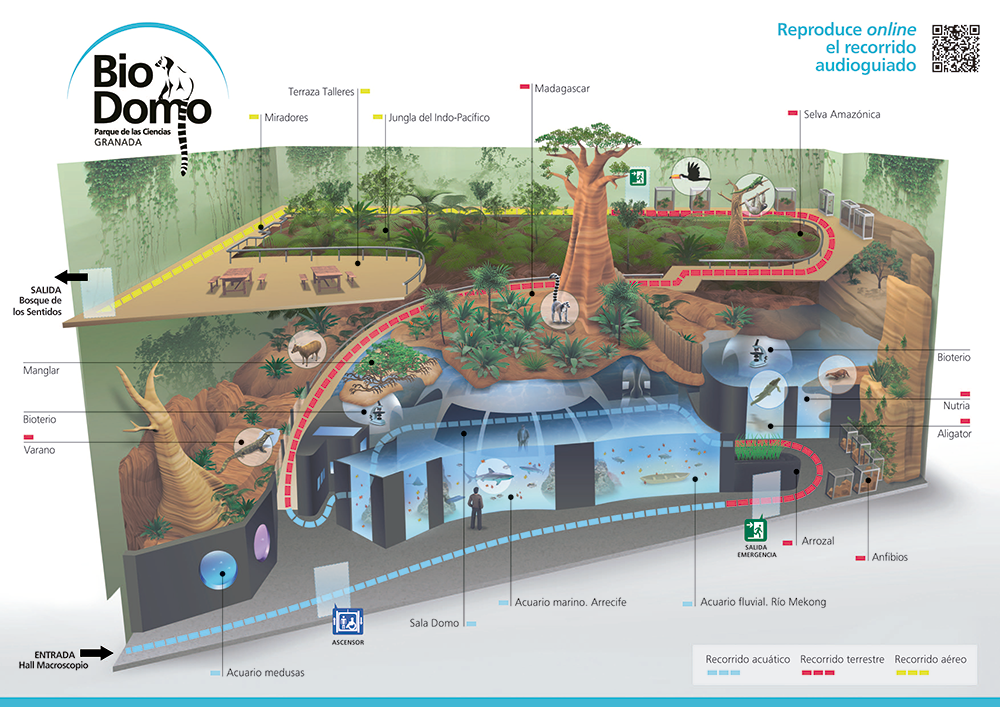 Reproduce online
el recorrido
audioguiado
Bio
Domo
Parque de las Ciencias
GRANADA
Terraza Talleres
Madagascar
Miradores
Jungla del Indo-Pacífico
Selva Amazónica
SALIDA
Bosque de
los Sentidos
Manglar
Bioterio
Bioterio
Nutria
Varano
Aligator
SALIDA
EMERGENCIA
Arrozal
Anfibios
Acuario marino. Arrecife
Acuario fluvial. Río Mekong
Sala Domo
ASCENSOR
ENTRADA
Hall Macroscopio
Acuario medusas
Recorrido acuático
Recorrido terrestre
Recorrido aéreo